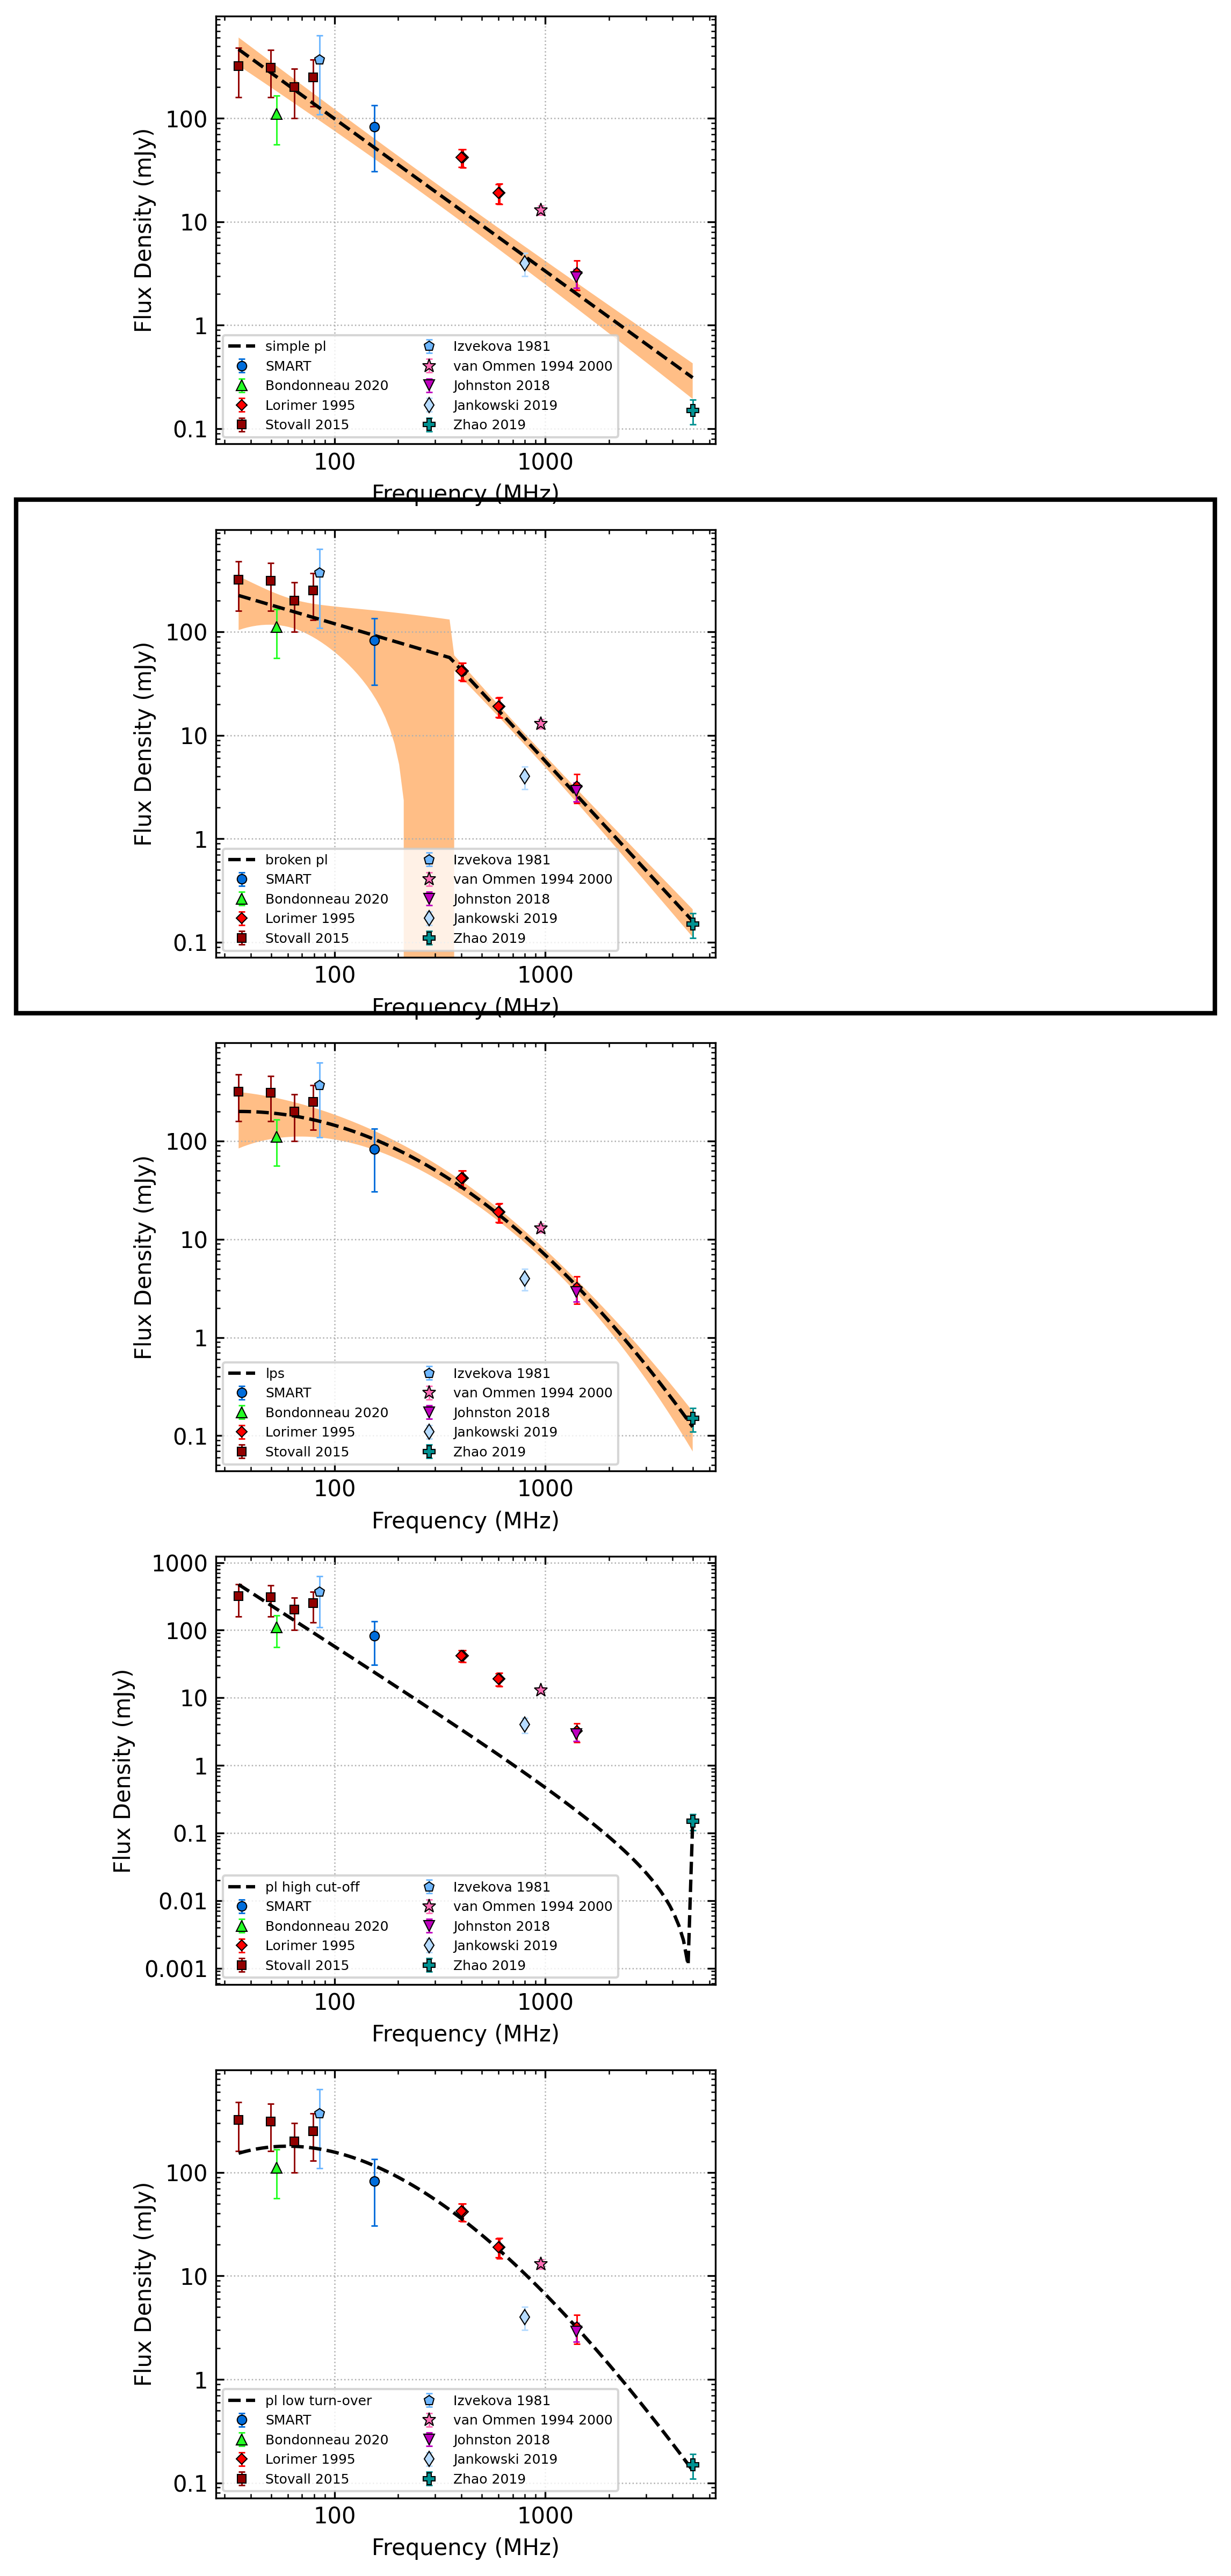 Flux Density (mJy)
100
10
1
0.1
simple pl
SMART
Bondonneau 2020
Lorimer 1995
Stovall 2015
Izvekova 1981
van Ommen 1994 2000
Johnston 2018
Jankowski 2019
Zhao 2019
100
1000
Frequency (MHz)
Flux Density (mJy)
100
10
1
0.1
broken pl
SMART
Bondonneau 2020
Lorimer 1995
Stovall 2015
Izvekova 1981
van Ommen 1994 2000
Johnston 2018
Jankowski 2019
Zhao 2019
100
1000
Frequency (MHz)
Flux Density (mJy)
100
10
1
0.1
lps
SMART
Bondonneau 2020
Lorimer 1995
Stovall 2015
Izvekova 1981
van Ommen 1994 2000
Johnston 2018
Jankowski 2019
Zhao 2019
100
1000
Frequency (MHz)
Flux Density (mJy)
1000
100
10
1
0.1
0.01
0.001
pl high cut-off
SMART
Bondonneau 2020
Lorimer 1995
Stovall 2015
Izvekova 1981
van Ommen 1994 2000
Johnston 2018
Jankowski 2019
Zhao 2019
100
1000
Frequency (MHz)
Flux Density (mJy)
100
10
1
0.1
pl low turn-over
SMART
Bondonneau 2020
Lorimer 1995
Stovall 2015
Izvekova 1981
van Ommen 1994 2000
Johnston 2018
Jankowski 2019
Zhao 2019
100
1000
Frequency (MHz)